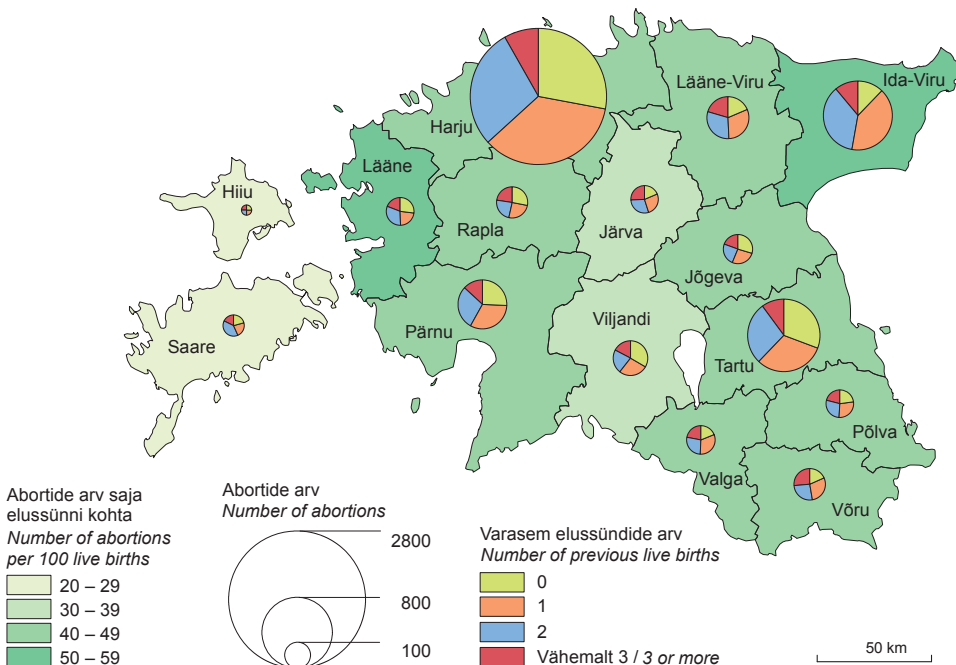 Lääne-Viru
Ida-Viru
Harju
Lääne
Hiiu
Rapla
Järva
Jõgeva
Saare
Pärnu
Viljandi
Tartu
Põlva
Valga
Võru
Abortide arv saja
elussünni kohta
Number of abortions
per 100 live births
20 – 29
30 – 39
40 – 49
50 – 59
Abortide arv
Number of abortions
2800
800
100
Varasem elussündide arv
Number of previous live births
0
1
2
Vähemalt 3 / 3 or more
50 km